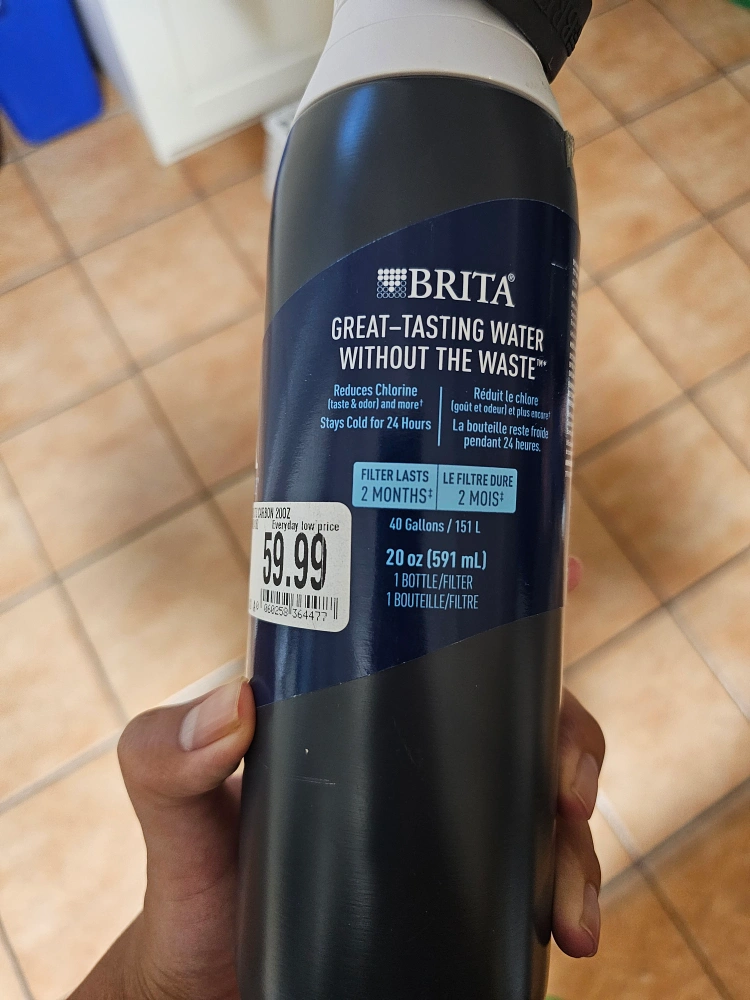 BRITA®
GREAT–TASTING WATER
WITHOUT THE WASTE™*
Reduces Chlorine
(taste & odor) and more†
Stays Cold for 24 Hours
Réduit le chlore
(goût et odeur) et plus encore†
La bouteille reste froide
pendant 24 heures.
FILTER LASTS
2 MONTHS‡
LE FILTRE DURE
2 MOIS‡
40 Gallons / 151 L
20 oz (591 mL)
1 BOTTLE/FILTER
1 BOUTEILLE/FILTRE
CARBON 20OZ
Everyday low price
59.99
060258 364477